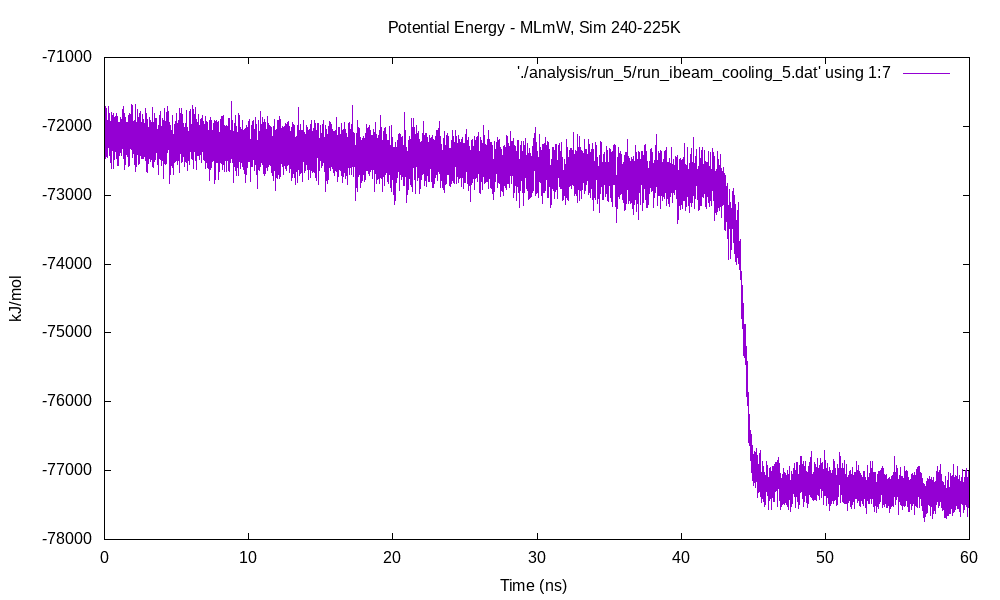 Potential Energy - MLmW, Sim 240-225K
'./analysis/run_5/run_ibeam_cooling_5.dat' using 1:7
-71000
-72000
-73000
-74000
-75000
-76000
-77000
-78000
kJ/mol
0 10 20 30 40 50 60
Time (ns)